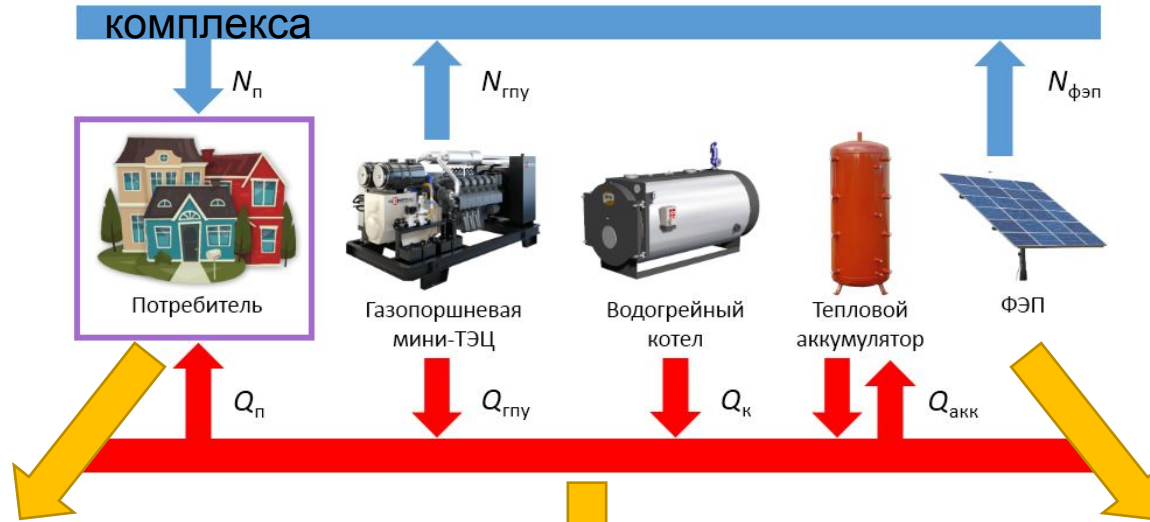 комплекса
Nп
Nгпу
Nфэп
Потребитель
Газопоршневая
мини-ТЭЦ
Водогрейный
котел
Тепловой
аккумулятор
ФЭП
Qп
Qгпу
Qк
Qакк